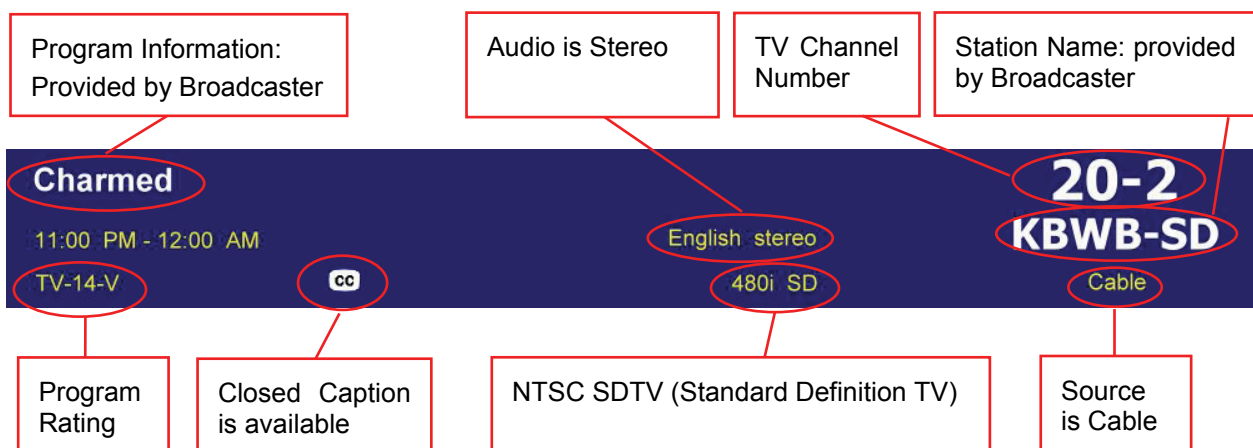 Program Information:
Provided by Broadcaster
Audio is Stereo
TV Channel
Number
Station Name: provided
by Broadcaster
Charmed
20-2
11:00 PM - 12:00 AM
English stereo
KBWB-SD
TV-14-V
cc
480i SD
Cable
Program
Rating
Closed Caption
is available
NTSC SDTV (Standard Definition TV)
Source
is Cable